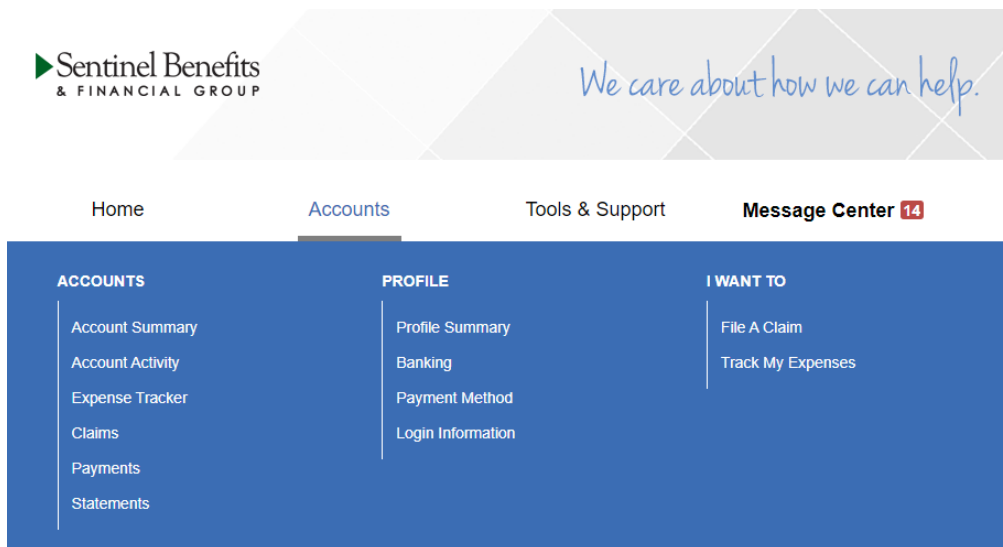 Sentinel Benefits
& FINANCIAL GROUP
We care about how we can help.
Home
Accounts
Tools & Support
Message Center 14
ACCOUNTS
Account Summary
Account Activity
Expense Tracker
Claims
Payments
Statements
PROFILE
Profile Summary
Banking
Payment Method
Login Information
I WANT TO
File A Claim
Track My Expenses